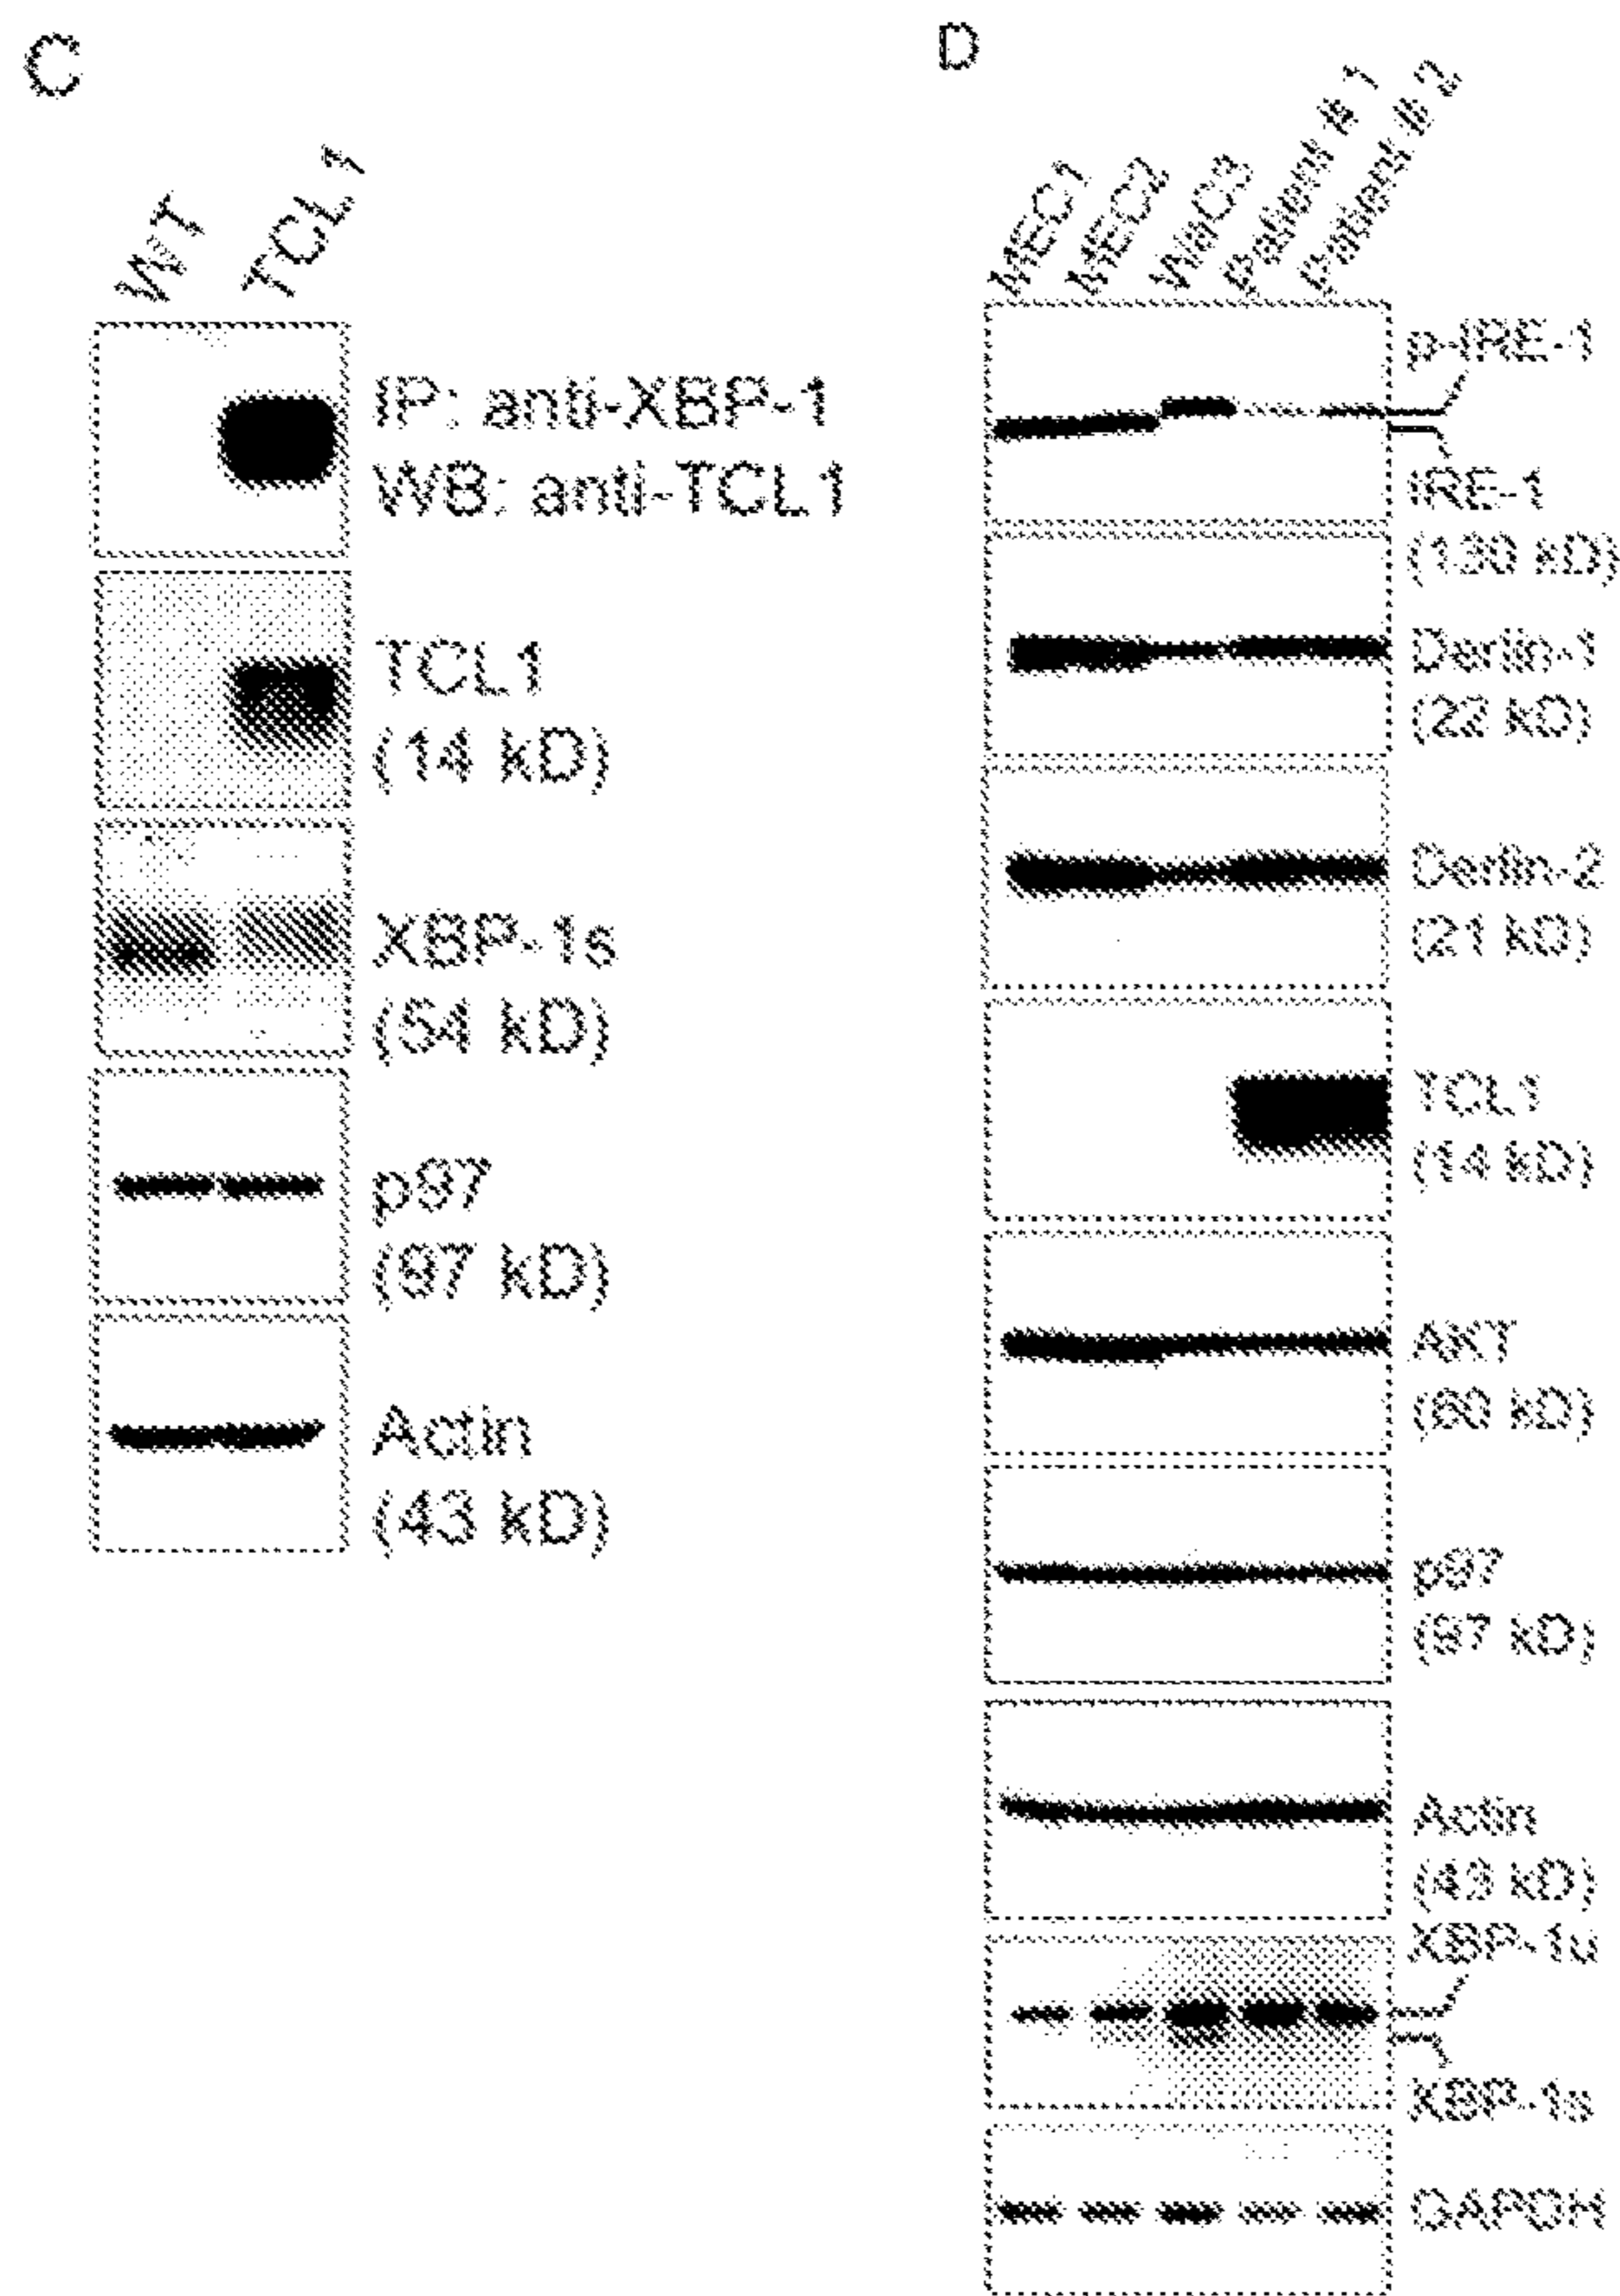 C
WT
TCL1
IP: anti-XBP-1
WB: anti-TCL1
TCL1
(14 kD)
XBP-1s
(54 kD)
p97
(97 kD)
Actin
(43 kD)
D
MEC1
MEC2
WaC3
Patient # 1
Patient # 2
p-IRE-1
IRE-1
(130 kD)
Derlin-1
(22 kD)
Derlin-2
(21 kD)
TCL1
(14 kD)
AKT
(60 kD)
p97
(97 kD)
Actin
(43 kD)
XBP-1u
XBP-1s
GAPDH